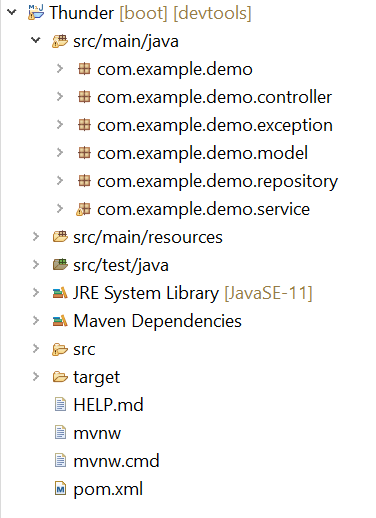 Thunder [boot] [devtools]
src/main/java
com.example.demo
com.example.demo.controller
com.example.demo.exception
com.example.demo.model
com.example.demo.repository
com.example.demo.service
src/main/resources
src/test/java
JRE System Library [JavaSE-11]
Maven Dependencies
src
target
HELP.md
mvnw
mvnw.cmd
pom.xml